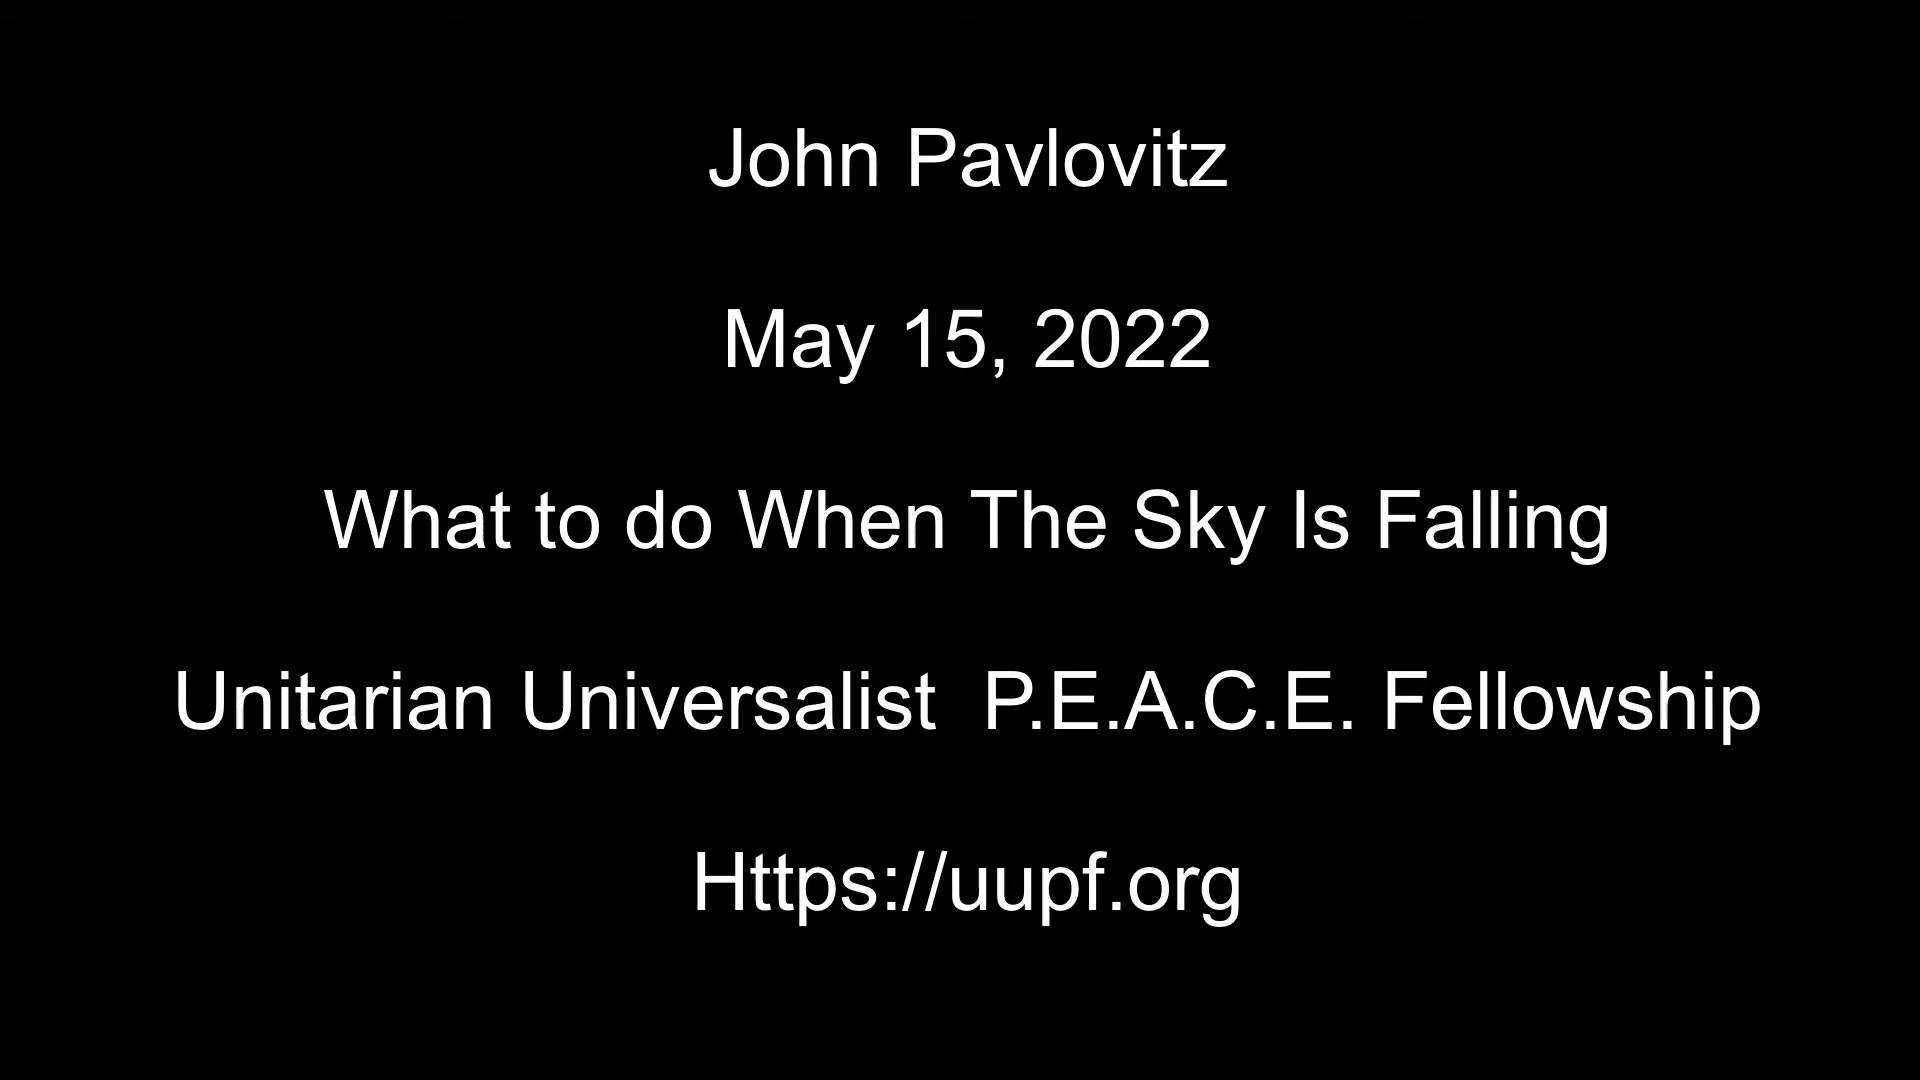 John Pavlovitz
May 15, 2022
What to do When The Sky Is Falling
Unitarian Universalist  P.E.A.C.E. Fellowship
Https://uupf.org